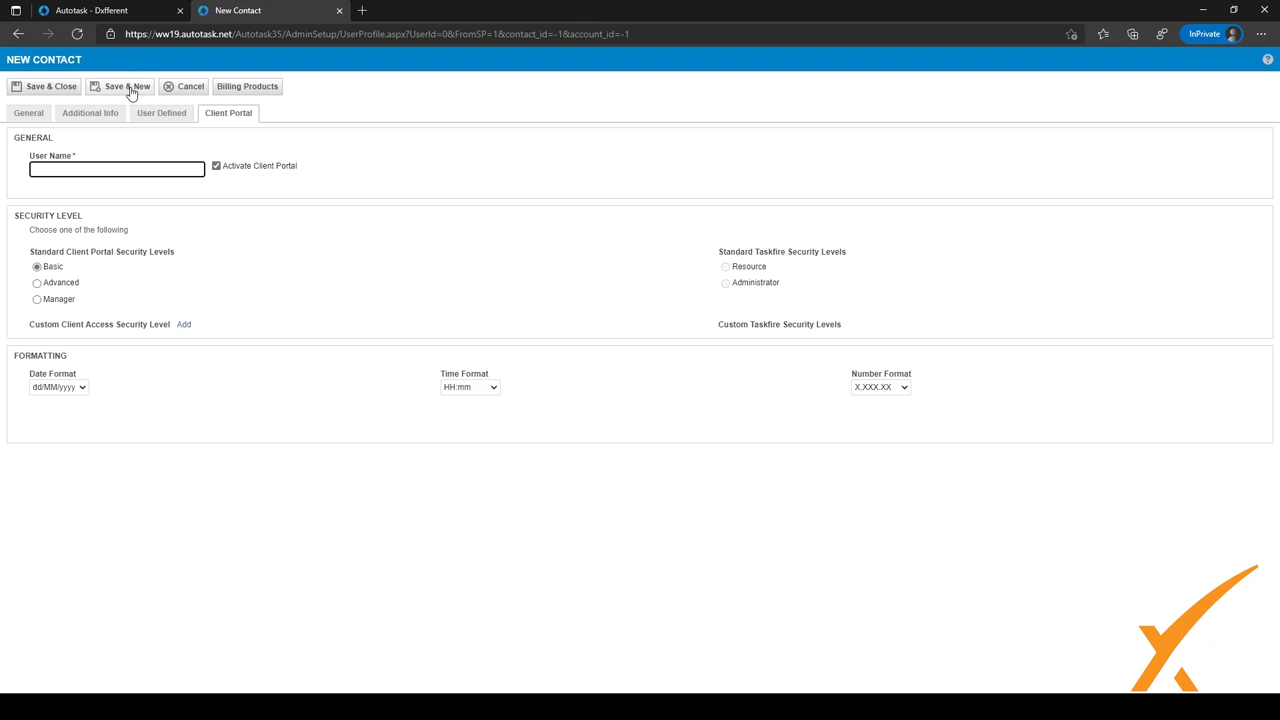 Autotask - Dxfferent
New Contact
https://ww19.autotask.net/Autotask35/AdminSetup/UserProfile.aspx?UserId=0&FromSP=1&contact_id=-1&account_id=-1
InPrivate
NEW CONTACT
Save & Close
Save & New
Cancel
Billing Products
General
Additional Info
User Defined
Client Portal
GENERAL
User Name *
Activate Client Portal
SECURITY LEVEL
Choose one of the following
Standard Client Portal Security Levels
Basic
Advanced
Manager
Custom Client Access Security Level Add
Standard Taskfire Security Levels
Resource
Administrator
Custom Taskfire Security Levels
FORMATTING
Date Format
dd/MM/yyyy
Time Format
HH:mm
Number Format
X,XXX.XX